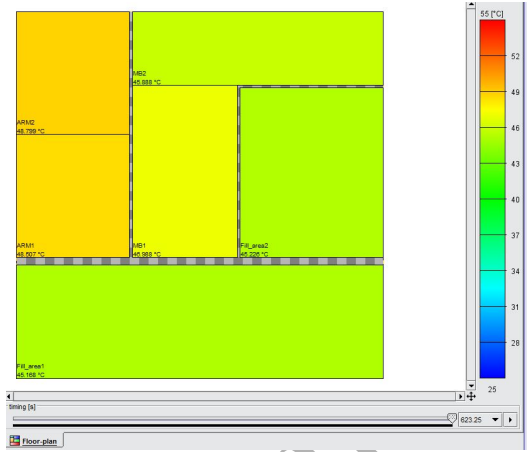 55 [°C]
52
49
46
43
40
37
34
31
28
25
MB2
45.888 °C
ARM2
48.799 °C
ARM1
48.507 °C
MB1
46.988 °C
Fill_area2
45.226 °C
Fill_area1
45.168 °C
timing [s]
623.25
Floor-plan